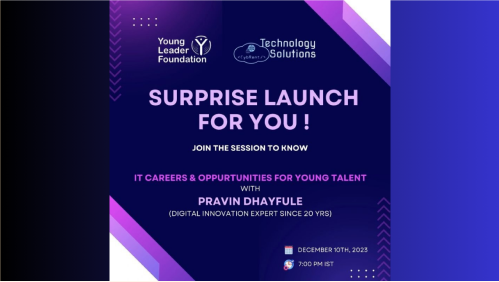 Young
Leader
Foundation
Technology
Solutions
SURPRISE LAUNCH
FOR YOU !
JOIN THE SESSION TO KNOW
IT CAREERS & OPPURTUNITIES FOR YOUNG TALENT
WITH
PRAVIN DHAYFULE
(DIGITAL INNOVATION EXPERT SINCE 20 YRS)
DECEMBER 10TH, 2023
7:00 PM IST